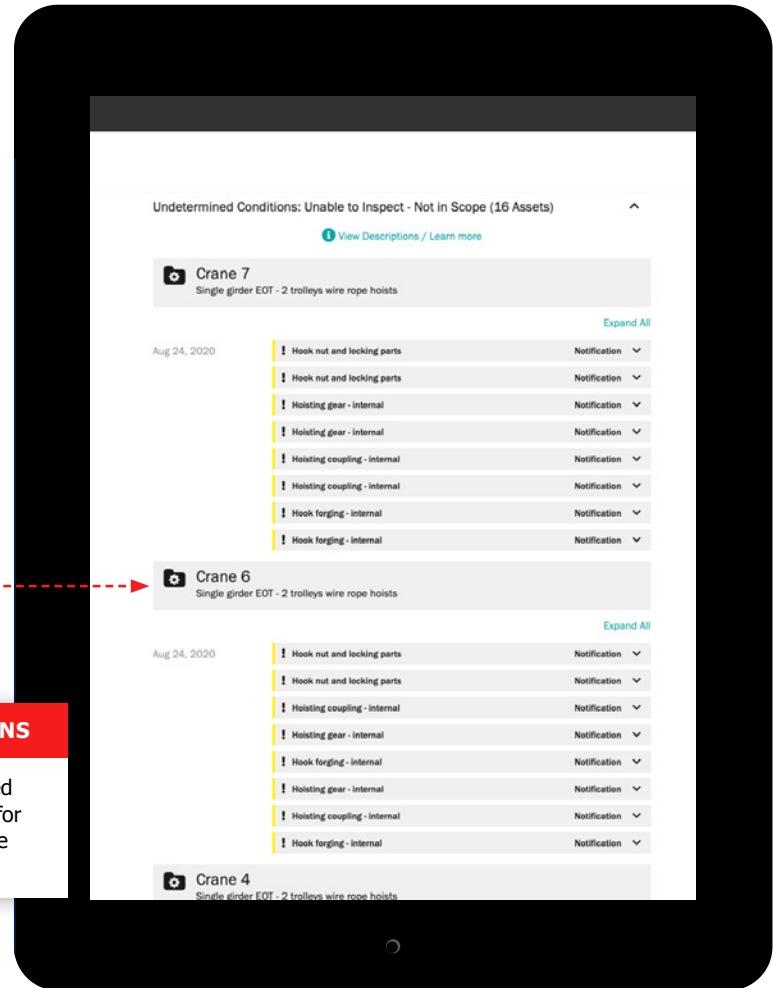 Undetermined Conditions: Unable to Inspect - Not in Scope (16 Assets)
View Descriptions / Learn more
Crane 7
Single girder EOT - 2 trolleys wire rope hoists
Expand All
Aug 24, 2020
Hook nut and locking parts Notification
Hook nut and locking parts Notification
Hoisting gear - internal Notification
Hoisting gear - internal Notification
Hoisting coupling - internal Notification
Hoisting coupling - internal Notification
Hook forging - internal Notification
Hook forging - internal Notification
Crane 6
Single girder EOT - 2 trolleys wire rope hoists
Expand All
Aug 24, 2020
Hook nut and locking parts Notification
Hook nut and locking parts Notification
Hoisting coupling - internal Notification
Hoisting gear - internal Notification
Hook forging - internal Notification
Hoisting gear - internal Notification
Hoisting coupling - internal Notification
Hook forging - internal Notification
NS
ed
for
e
Crane 4
Single girder EOT - 2 trolleys wire rope hoists